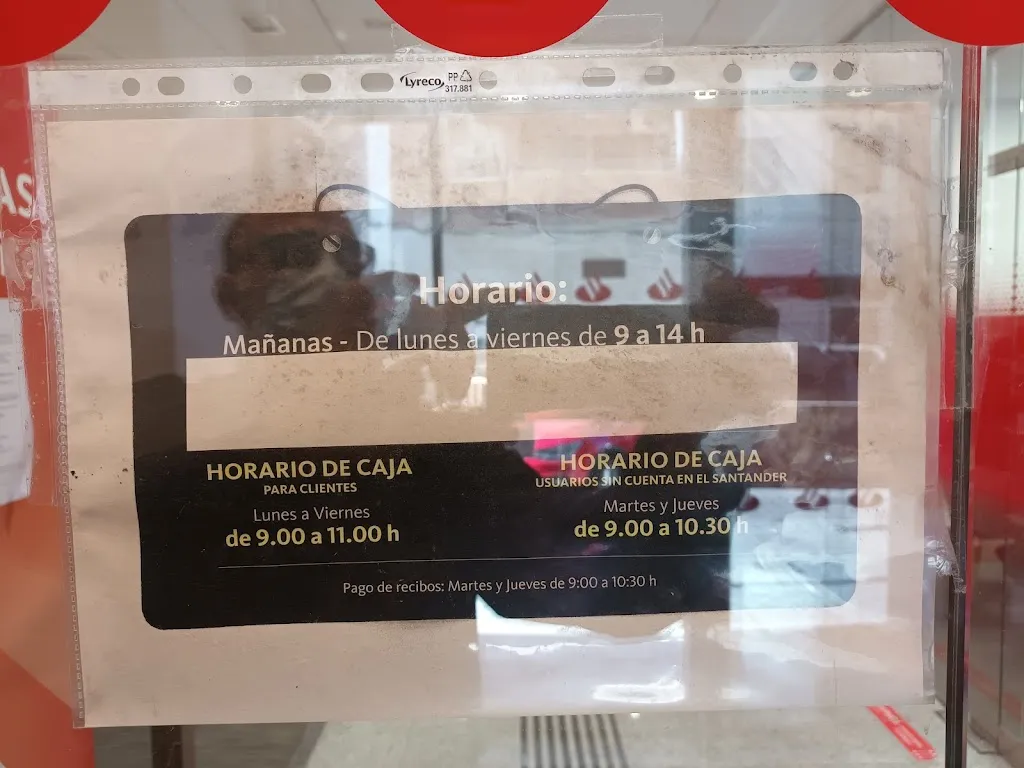 Lyreco
PP
317.881
AS
Horario:
Mañanas - De lunes a viernes de 9 a 14 h
HORARIO DE CAJA
PARA CLIENTES
Lunes a Viernes
de 9.00 a 11.00 h
HORARIO DE CAJA
USUARIOS SIN CUENTA EN EL SANTANDER
Martes y Jueves
de 9.00 a 10.30 h
Pago de recibos: Martes y Jueves de 9:00 a 10:30 h